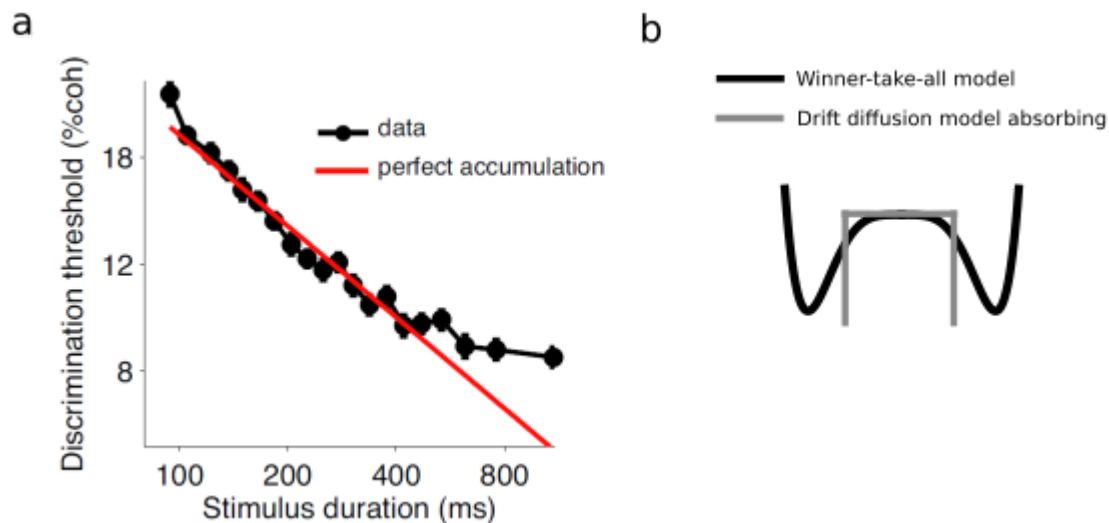 a
Discrimination threshold (%coh)
18
12
8
data
perfect accumulation
100 200 400 800
Stimulus duration (ms)
b
Winner-take-all model
Drift diffusion model absorbing